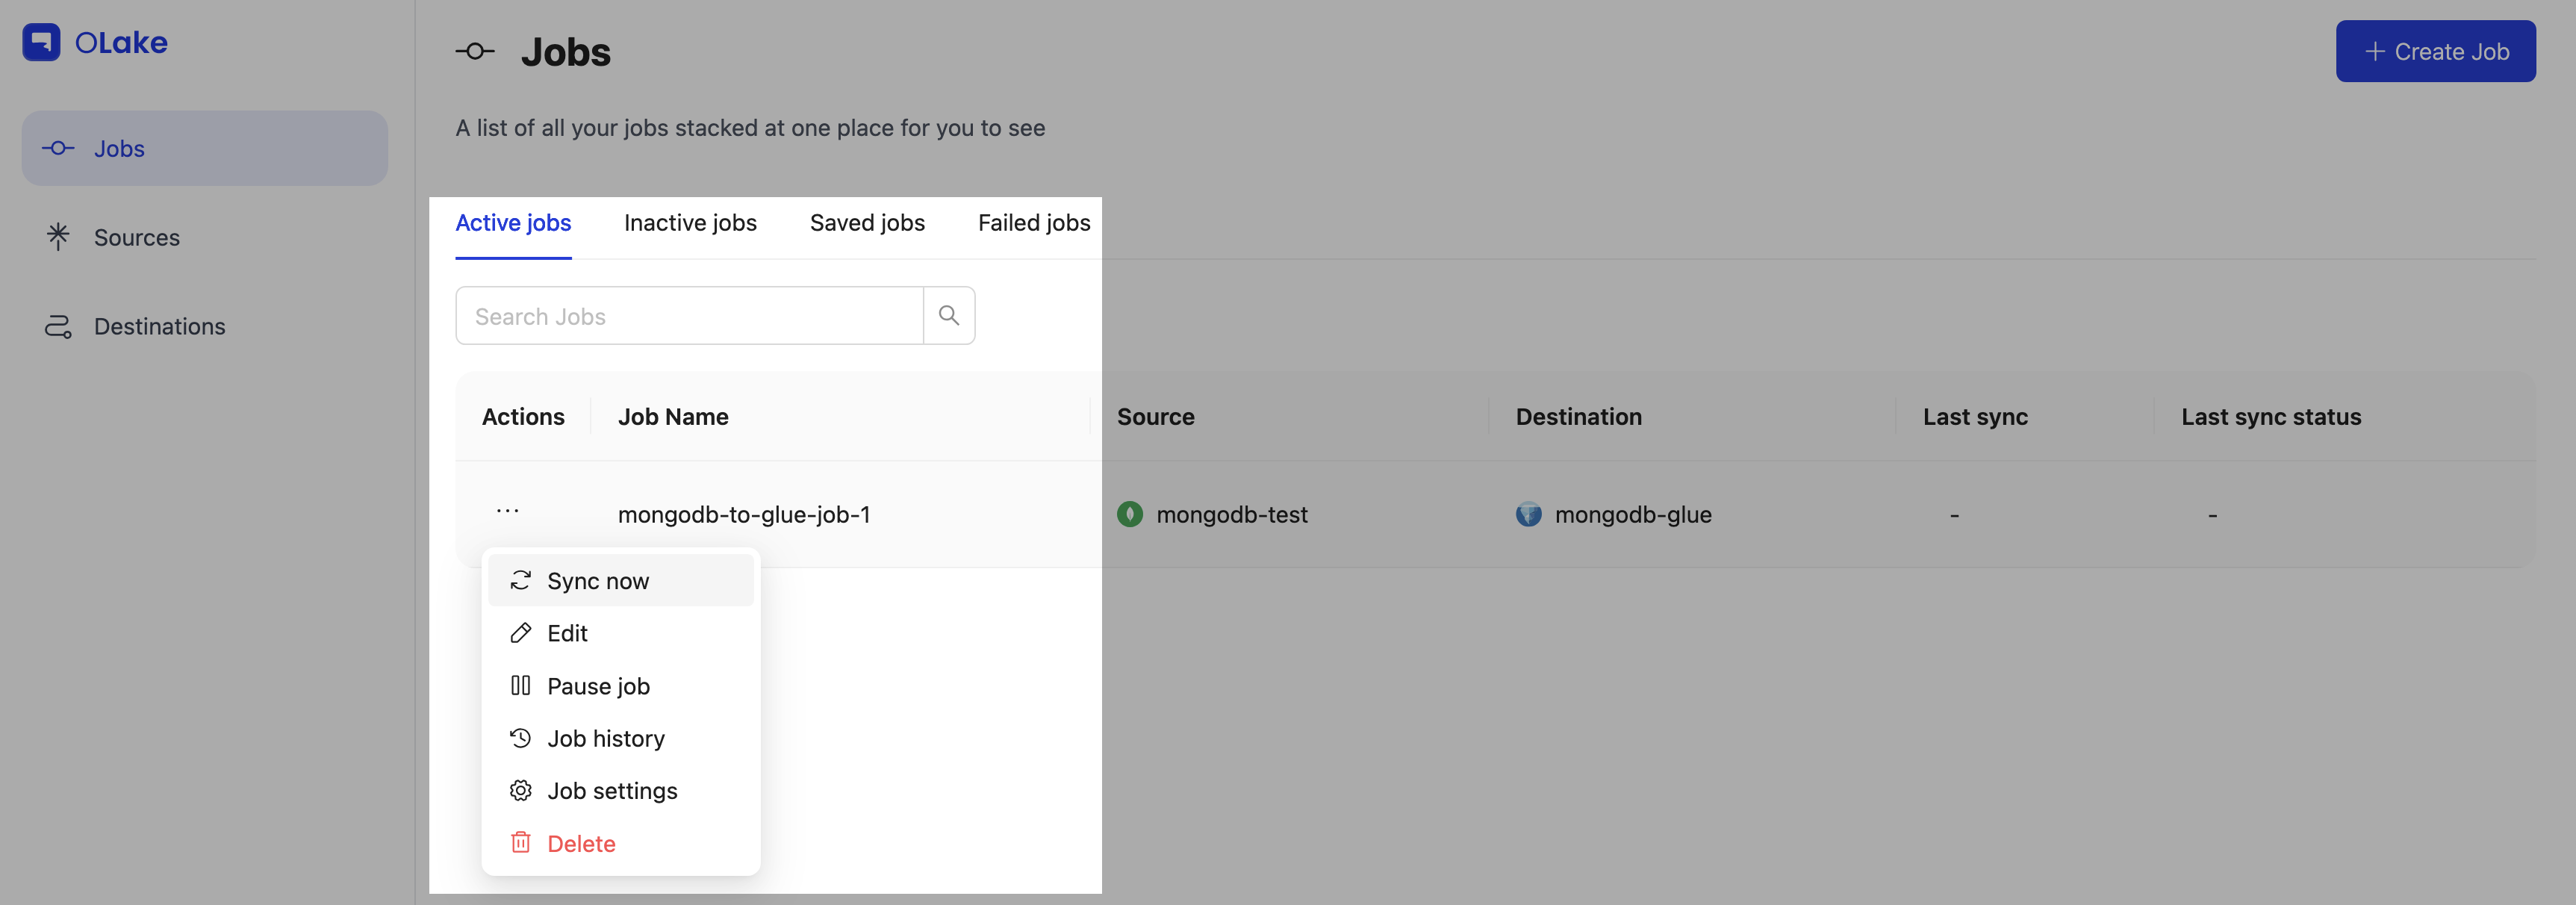 OLake
Jobs
Sources
Destinations
Jobs
+ Create Job
A list of all your jobs stacked at one place for you to see
Active jobs Inactive jobs Saved jobs Failed jobs
Search Jobs
Actions Job Name Source Destination Last sync Last sync status
... mongodb-to-glue-job-1 mongodb-test mongodb-glue - -
Sync now
Edit
Pause job
Job history
Job settings
Delete